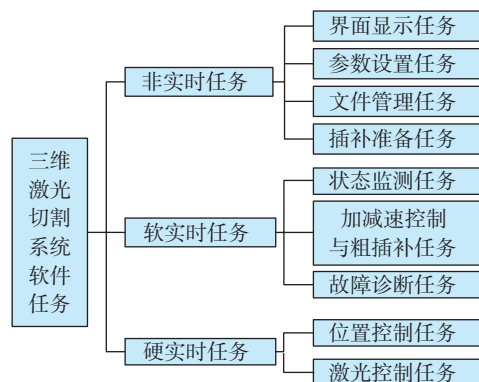 三维
激光
切割
系统
软件
任务
非实时任务
界面显示任务
参数设置任务
文件管理任务
插补准备任务
软实时任务
状态监测任务
加减速控制
与粗插补任务
故障诊断任务
硬实时任务
位置控制任务
激光控制任务